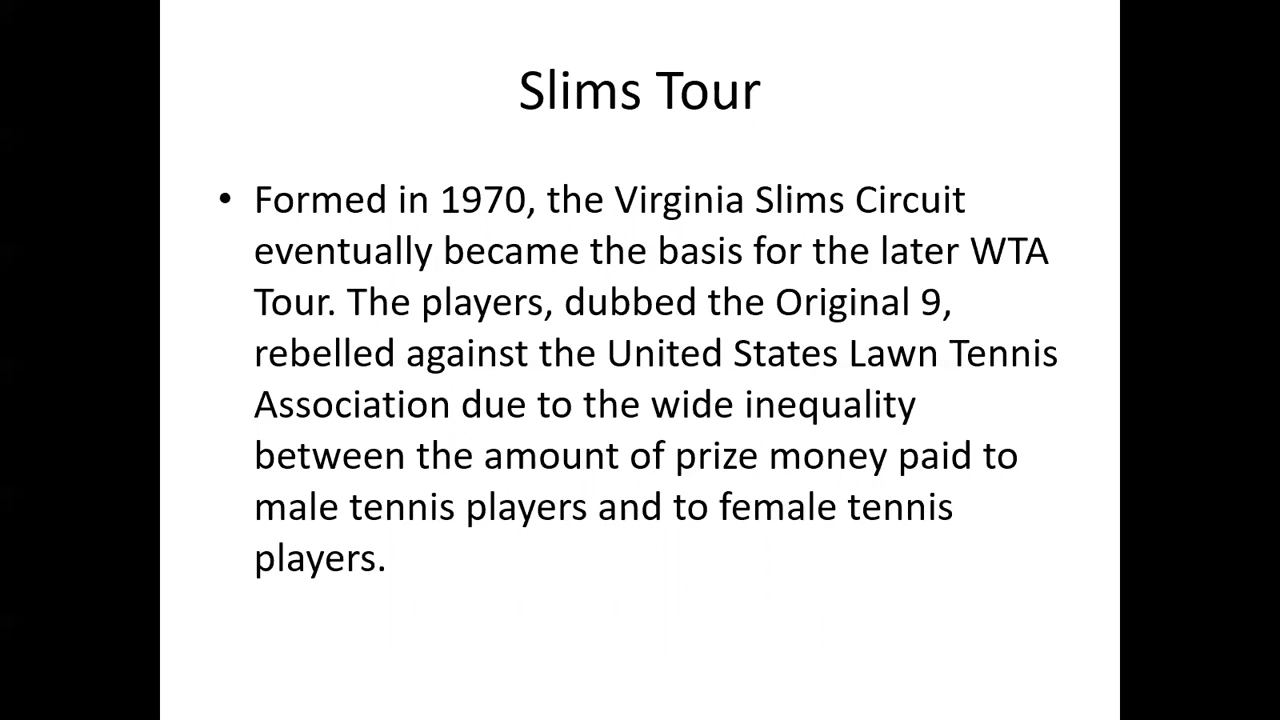 Slims Tour
• Formed in 1970, the Virginia Slims Circuit
eventually became the basis for the later WTA
Tour. The players, dubbed the Original 9,
rebelled against the United States Lawn Tennis
Association due to the wide inequality
between the amount of prize money paid to
male tennis players and to female tennis
players.